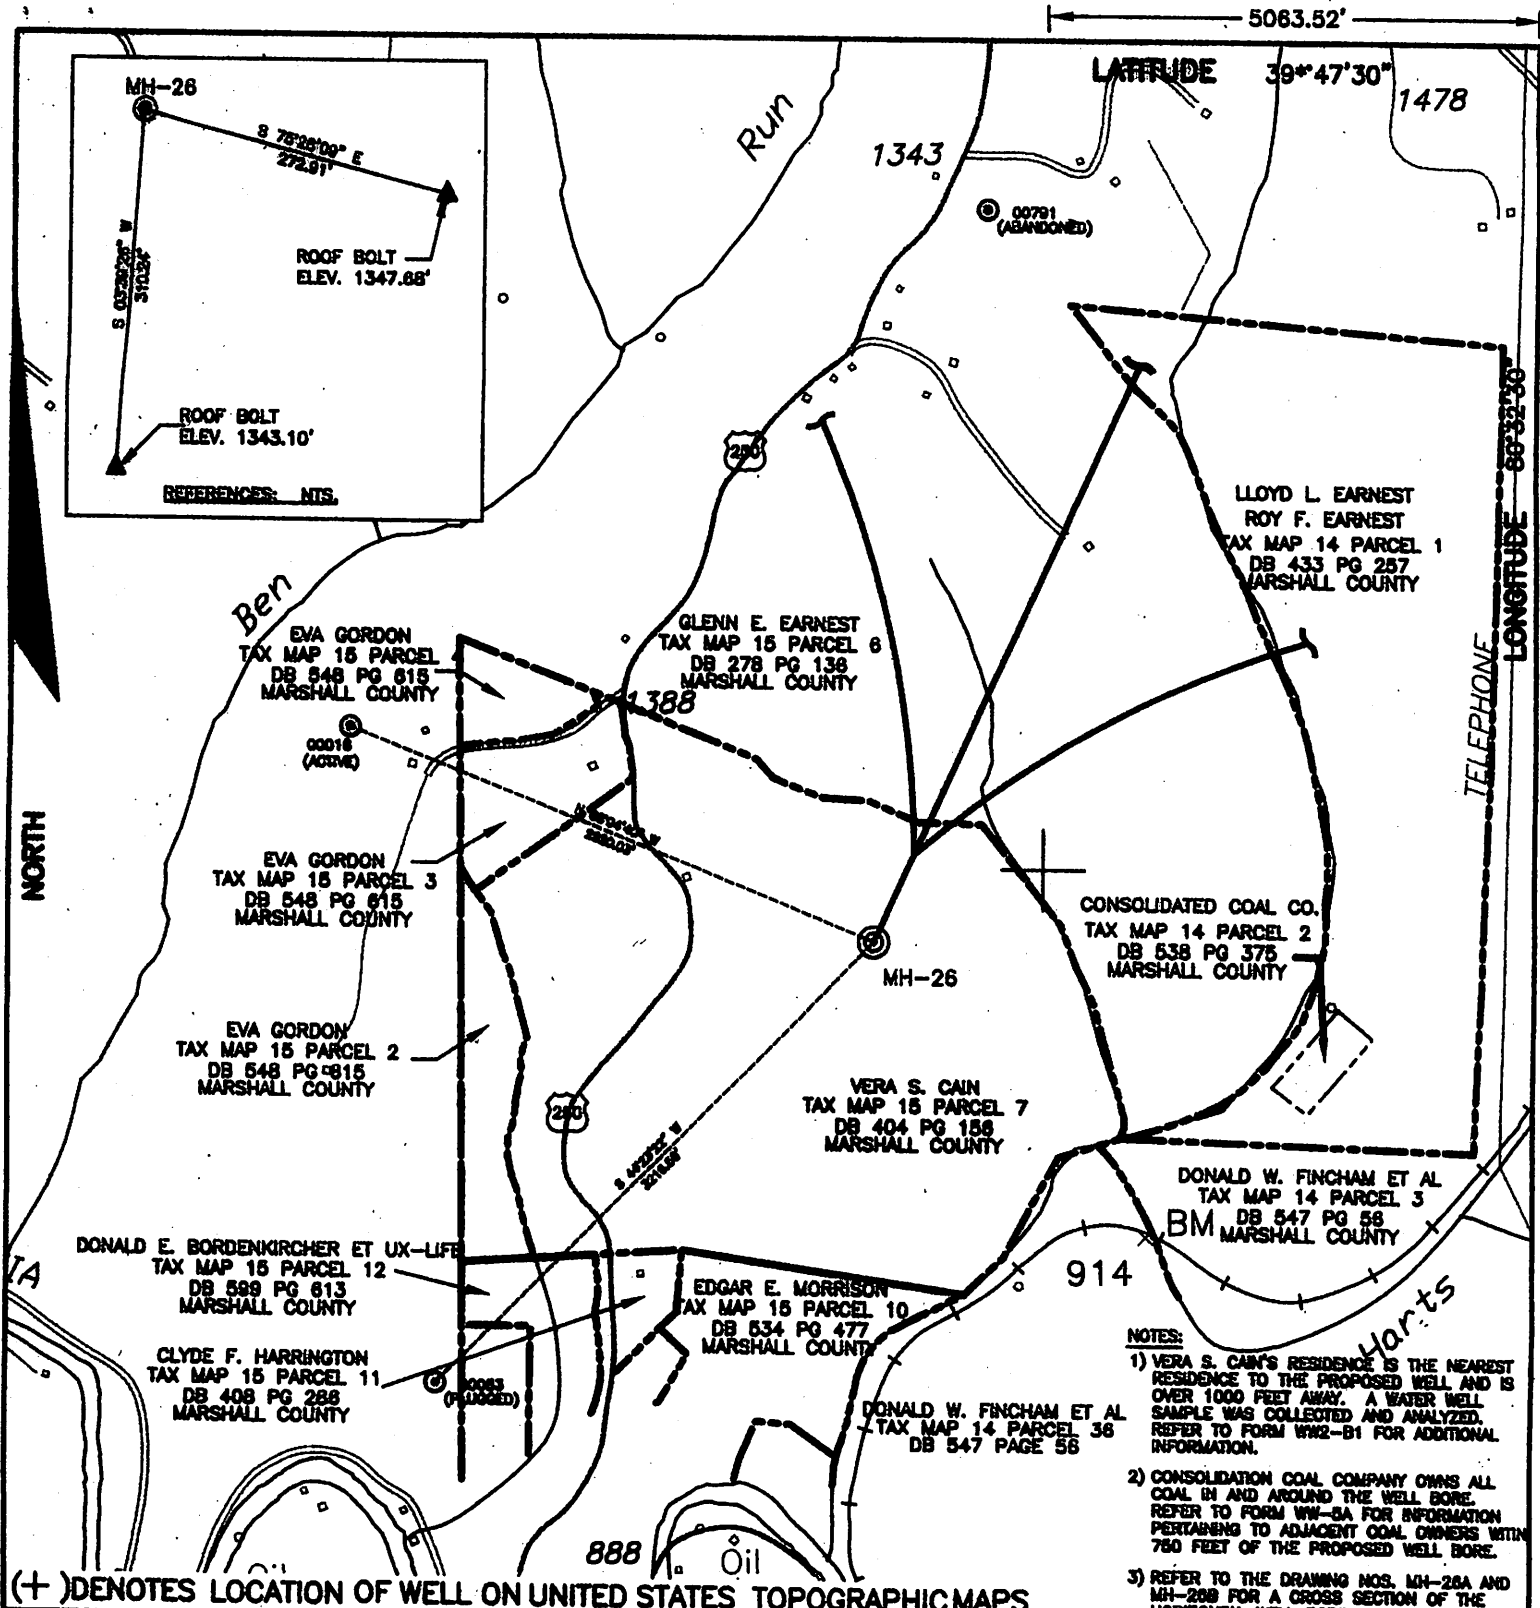 5063.52'
LATITUDE 39°47'30"
1478
MH-26
S 75°26'09" E
272.91'
ROOF BOLT
ELEV. 1347.68'
ROOF BOLT
ELEV. 1343.10'
REFERENCES: NTS.
Run
1343
00791
(ABANDONED)
250
LONGITUDE 80°32'30"
LLOYD L. EARNEST
ROY F. EARNEST
TAX MAP 14 PARCEL 1
DB 433 PG 257
MARSHALL COUNTY
Ben
EVA GORDON
TAX MAP 15 PARCEL
DB 548 PG 615
MARSHALL COUNTY
GLENN E. EARNEST
TAX MAP 15 PARCEL 6
DB 278 PG 136
MARSHALL COUNTY
1388
00016
(ACTIVE)
TELEPHONE
NORTH
EVA GORDON
TAX MAP 15 PARCEL 3
DB 548 PG 615
MARSHALL COUNTY
CONSOLIDATED COAL CO.
TAX MAP 14 PARCEL 2
DB 538 PG 375
MARSHALL COUNTY
MH-26
EVA GORDON
TAX MAP 15 PARCEL 2
DB 548 PG 615
MARSHALL COUNTY
VERA S. CAIN
TAX MAP 15 PARCEL 7
DB 404 PG 156
MARSHALL COUNTY
250
DONALD W. FINCHAM ET AL
TAX MAP 14 PARCEL 3
DB 547 PG 56
MARSHALL COUNTY
BM
914
DONALD E. BORDENKIRCHER ET UX-LIFE
TAX MAP 15 PARCEL 12
DB 599 PG 613
MARSHALL COUNTY
IA
EDGAR E. MORRISON
TAX MAP 15 PARCEL 10
DB 534 PG 477
MARSHALL COUNTY
Harts
CLYDE F. HARRINGTON
TAX MAP 15 PARCEL 11
DB 408 PG 286
MARSHALL COUNTY
(PLUGGED)
DONALD W. FINCHAM ET AL
TAX MAP 14 PARCEL 36
DB 547 PAGE 56
NOTES:
1) VERA S. CAIN'S RESIDENCE IS THE NEAREST
RESIDENCE TO THE PROPOSED WELL AND IS
OVER 1000 FEET AWAY. A WATER WELL
SAMPLE WAS COLLECTED AND ANALYZED.
REFER TO FORM WW2-B1 FOR ADDITIONAL
INFORMATION.
2) CONSOLIDATION COAL COMPANY OWNS ALL
COAL IN AND AROUND THE WELL BORE.
REFER TO FORM WW-5A FOR INFORMATION
PERTAINING TO ADJACENT COAL OWNERS WITIN
750 FEET OF THE PROPOSED WELL BORE.
3) REFER TO THE DRAWING NOS. MH-26A AND
MH-26B FOR A CROSS SECTION OF THE
888
Oil
Oil
(+)DENOTES LOCATION OF WELL ON UNITED STATES TOPOGRAPHIC MAPS